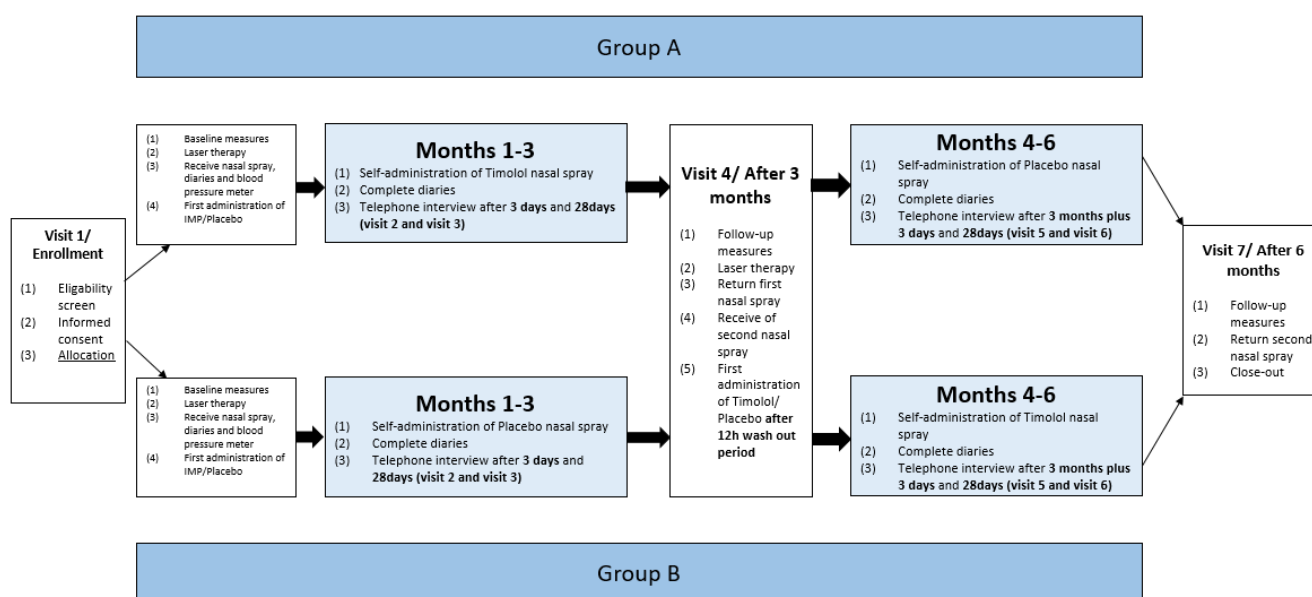 Group A
(1) Baseline measures
(2) Laser therapy
(3) Receive nasal spray,
diaries and blood
pressure meter
(4) First administration of
IMP/Placebo
Months 1-3
(1) Self-administration of Timolol nasal spray
(2) Complete diaries
(3) Telephone interview after 3 days and 28days
(visit 2 and visit 3)
Visit 4/ After 3
months
(1) Follow-up
measures
(2) Laser therapy
(3) Return first
nasal spray
(4) Receive of
second nasal
spray
(5) First
administration
of Timolol/
Placebo after
12h wash out
period
Months 4-6
(1) Self-administration of Placebo nasal
spray
(2) Complete diaries
(3) Telephone interview after 3 months plus
3 days and 28days (visit 5 and visit 6)
Visit 1/
Enrollment
(1) Eligability
screen
(2) Informed
consent
(3) Allocation
Visit 7/ After 6
months
(1) Follow-up
measures
(2) Return second
nasal spray
(3) Close-out
(1) Baseline measures
(2) Laser therapy
(3) Receive nasal spray,
diaries and blood
pressure meter
(4) First administration of
IMP/Placebo
Months 1-3
(1) Self-administration of Placebo nasal spray
(2) Complete diaries
(3) Telephone interview after 3 days and
28days (visit 2 and visit 3)
Months 4-6
(1) Self-administration of Timolol nasal
spray
(2) Complete diaries
(3) Telephone interview after 3 months plus
3 days and 28days (visit 5 and visit 6)
Group B